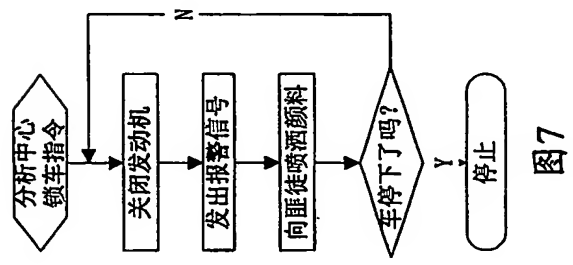 分析中心
锁车指令
关闭发动机
发出报警信号
向匪徒喷洒颜料
车停下了吗?
N
Y
停止
图7